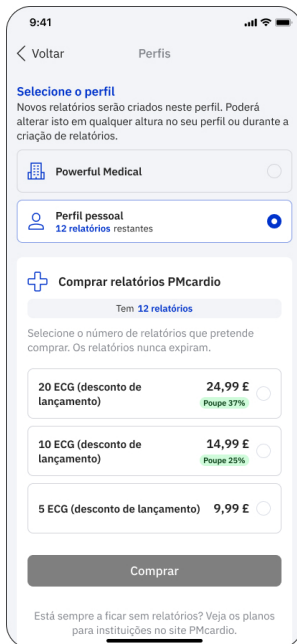 9:41
Voltar
Perfis
Selecione o perfil
Novos relatórios serão criados neste perfil. Poderá
alterar isto em qualquer altura no seu perfil ou durante a
criação de relatórios.
Powerful Medical
Perfil pessoal
12 relatórios restantes
Comprar relatórios PMcardio
Tem 12 relatórios
Selecione o número de relatórios que pretende
comprar. Os relatórios nunca expiram.
20 ECG (desconto de
lançamento)
24,99 £
Poupe 37%
10 ECG (desconto de
lançamento)
14,99 £
Poupe 25%
5 ECG (desconto de lançamento)
9,99 £
Comprar
Está sempre a ficar sem relatórios? Veja os planos
para instituições no site PMcardio.